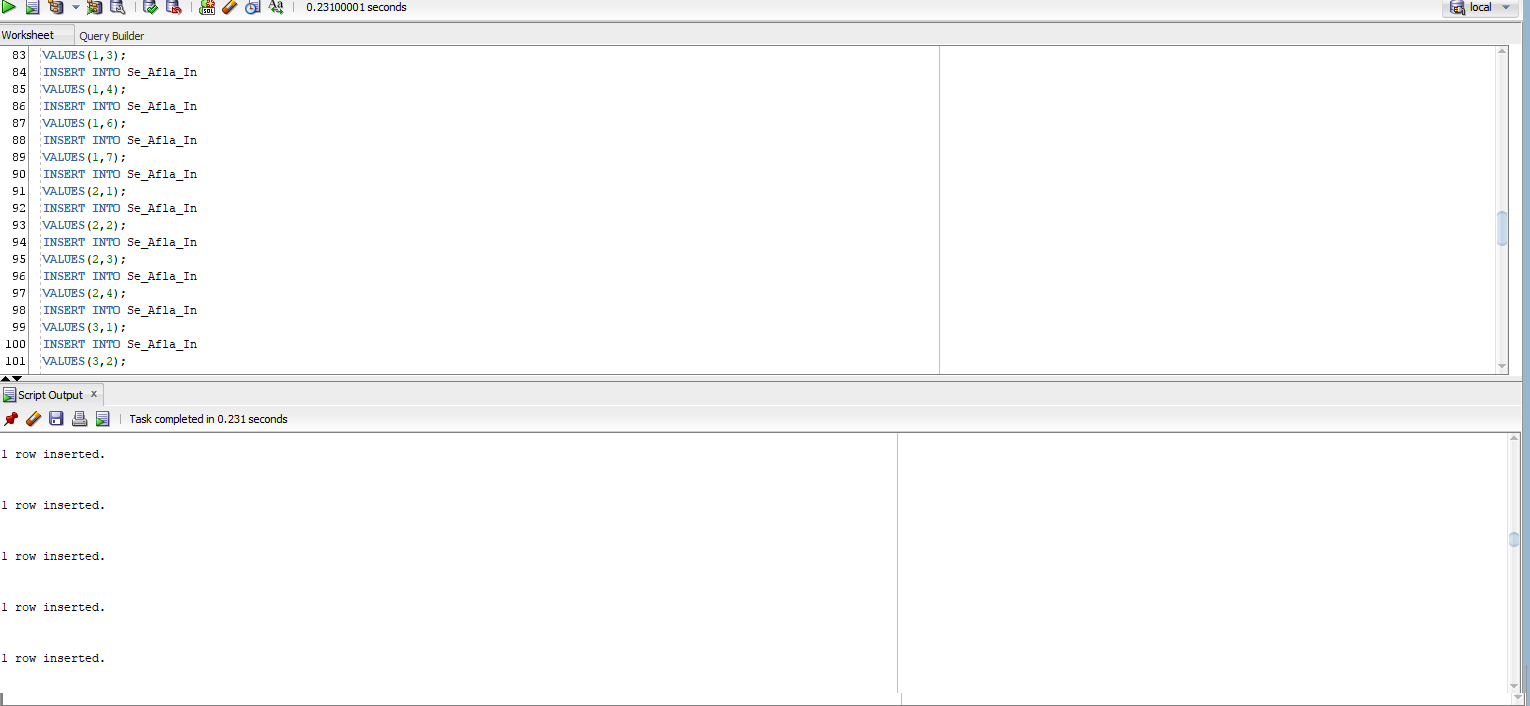 0.23100001 seconds
local
Worksheet
Query Builder
83 VALUES(1,3);
84 INSERT INTO Se_Afla_In
85 VALUES(1,4);
86 INSERT INTO Se_Afla_In
87 VALUES(1,6);
88 INSERT INTO Se_Afla_In
89 VALUES(1,7);
90 INSERT INTO Se_Afla_In
91 VALUES(2,1);
92 INSERT INTO Se_Afla_In
93 VALUES(2,2);
94 INSERT INTO Se_Afla_In
95 VALUES(2,3);
96 INSERT INTO Se_Afla_In
97 VALUES(2,4);
98 INSERT INTO Se_Afla_In
99 VALUES(3,1);
100 INSERT INTO Se_Afla_In
101 VALUES(3,2);
Script Output x
Task completed in 0.231 seconds
1 row inserted.
1 row inserted.
1 row inserted.
1 row inserted.
1 row inserted.